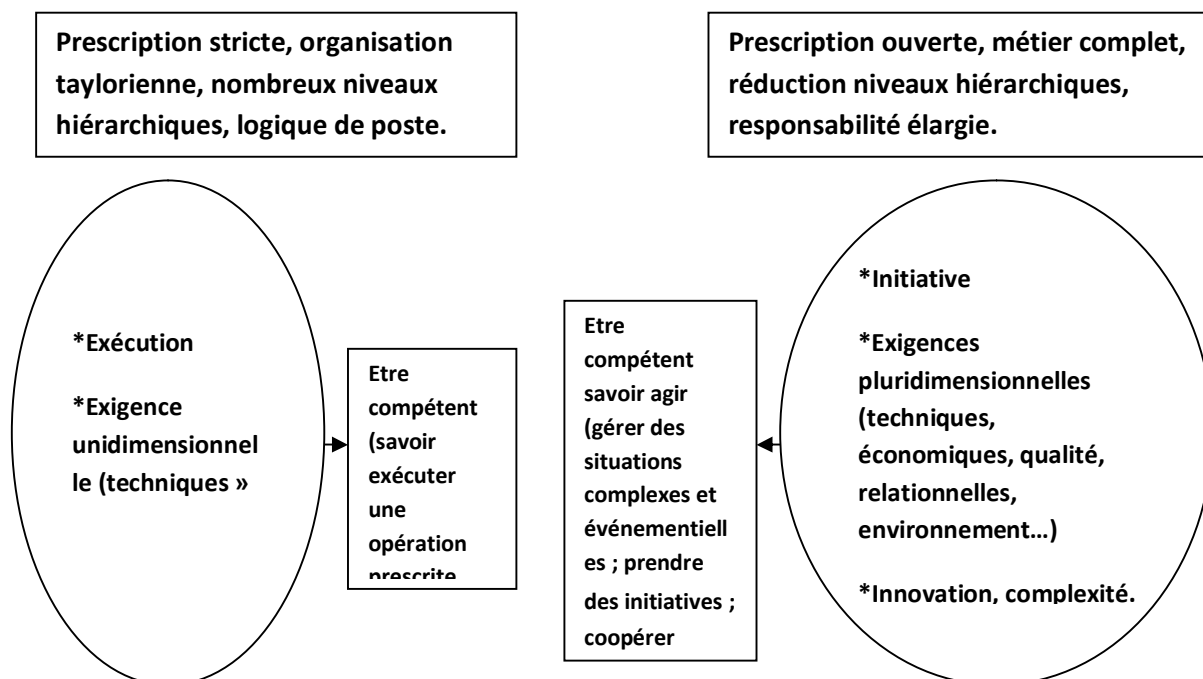 Prescription stricte, organisation
taylorienne, nombreux niveaux
hiérarchiques, logique de poste.
Prescription ouverte, métier complet,
réduction niveaux hiérarchiques,
responsabilité élargie.
*Exécution
*Exigence
unidimensionnel
le (techniques »
Etre
compétent
(savoir
exécuter
une
opération
prescrite
Etre
compétent
savoir agir
(gérer des
situations
complexes et
événementiell
es ; prendre
des initiatives ;
coopérer
*Initiative
*Exigences
pluridimensionnelles
(techniques,
économiques, qualité,
relationnelles,
environnement…)
*Innovation, complexité.